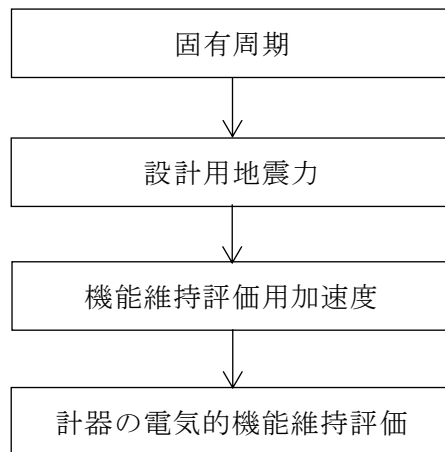 固有周期
設計用地震力
機能維持評価用加速度
計器の電気的機能維持評価